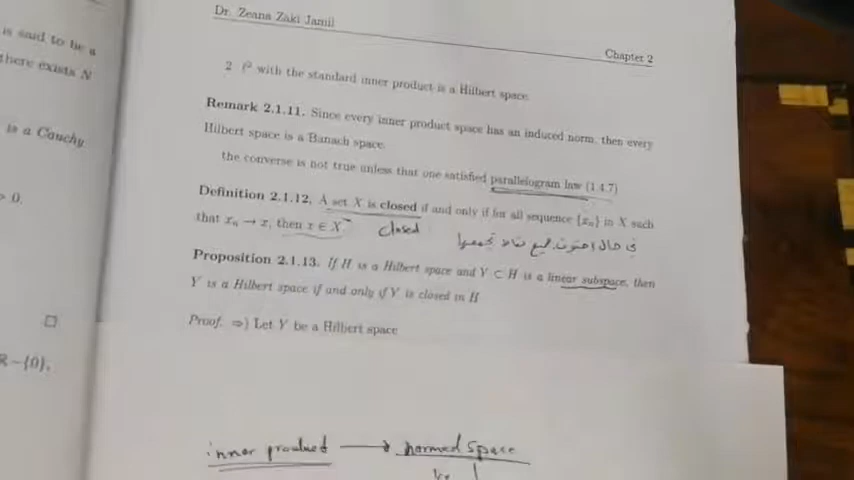 Dr. Zeana Zaki Jamil
Chapter 2
is said to be a
there exists N
is a Cauchy
> 0,
□
R − {0},
2 ℓ² with the standard inner product is a Hilbert space
Remark 2.1.11. Since every inner product space has an induced norm, then every
Hilbert space is a Banach space.
the converse is not true unless that one satisfied parallelogram law (1.4.7)
Definition 2.1.12. A set X is closed if and only if for all sequence {xₙ} in X such
that xₙ → x, then x ∈ X
closed
Proposition 2.1.13. If H is a Hilbert space and Y ⊂ H is a linear subspace, then
Y is a Hilbert space if and only if Y is closed in H
Proof. ⇒) Let Y be a Hilbert space
inner product → normed space